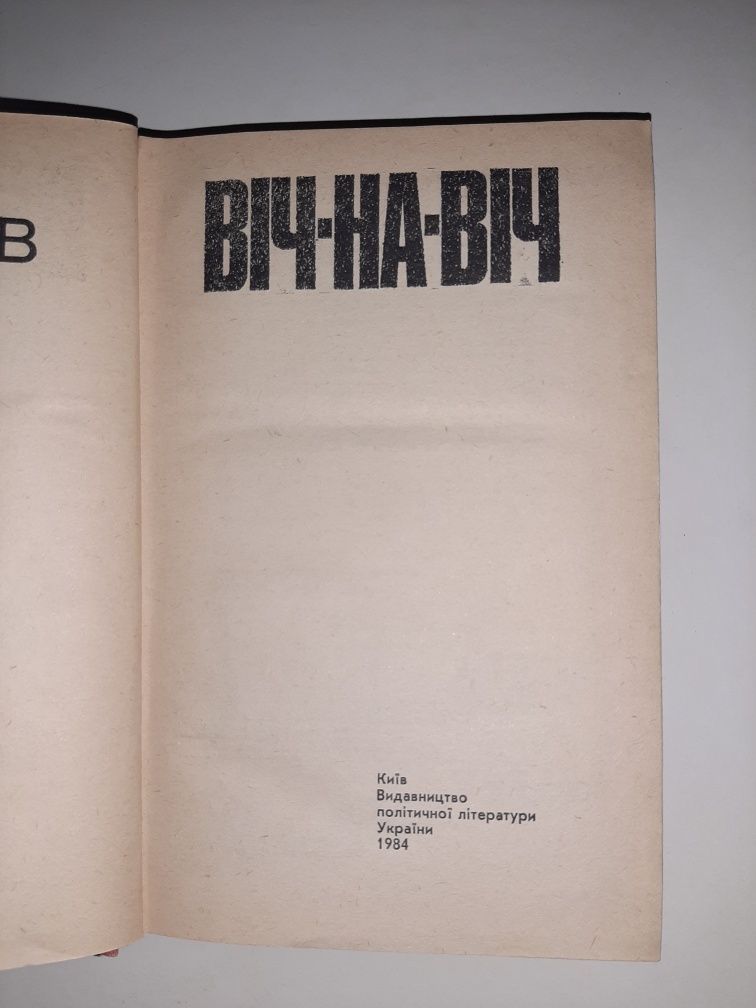 В
ВІЧ-НА-ВІЧ
Київ
Видавництво
політичної літератури
України
1984